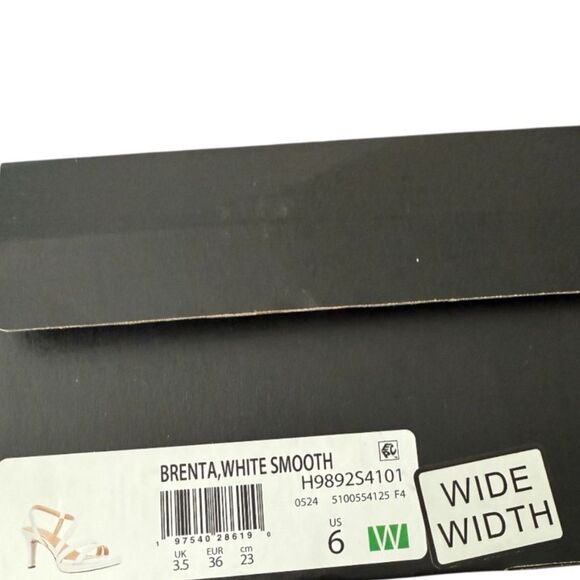 BRENTA,WHITE SMOOTH
H9892S4101
0524 5100554125 F4
1 97540 28619 0
UK EUR cm
3.5 36 23
US
6 W
WIDE
WIDTH